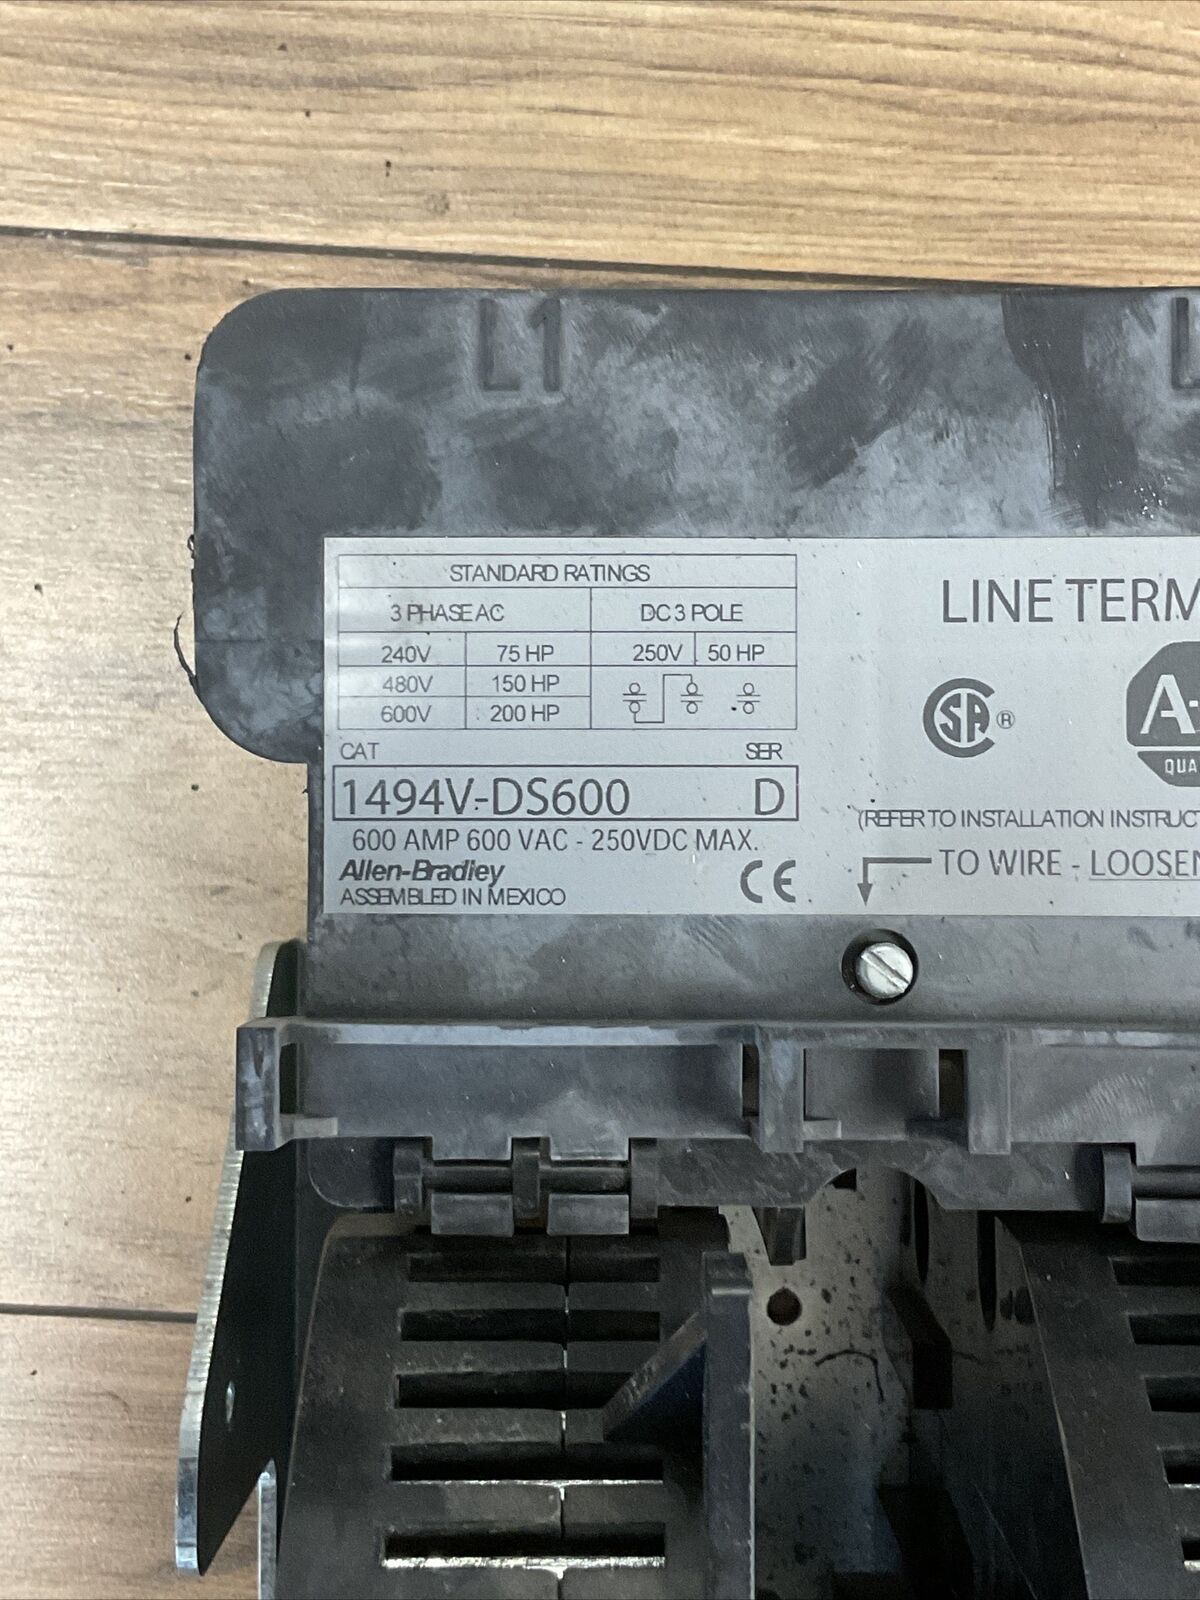 L1
STANDARD RATINGS
3 PHASE AC DC 3 POLE
240V 75 HP 250V 50 HP
480V 150 HP
600V 200 HP
CAT SER
1494V-DS600 D
600 AMP 600 VAC - 250VDC MAX.
Allen-Bradley
ASSEMBLED IN MEXICO
CE
LINE TERM
SA ®
A-
QUA
(REFER TO INSTALLATION INSTRUCT
TO WIRE - LOOSEN